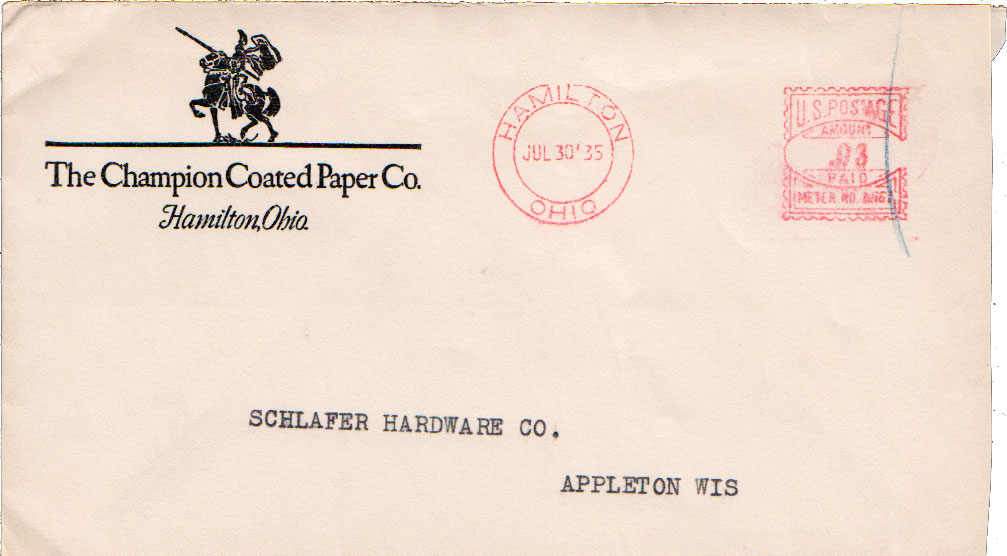 The Champion Coated Paper Co.
Hamilton, Ohio.
HAMILTON
JUL 30 '35
OHIO
U.S. POSTAGE
AMOUNT
.03
PAID
METER NO.
SCHLAFER HARDWARE CO.
APPLETON WIS